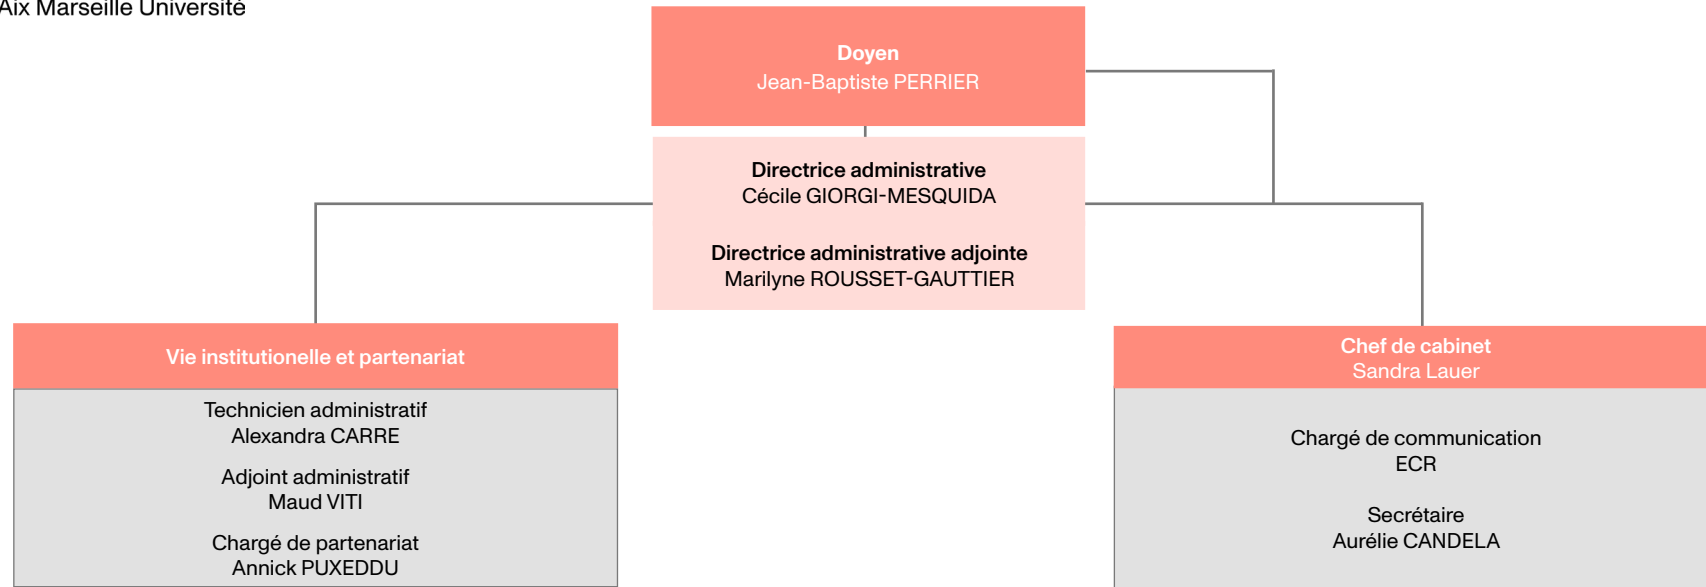 Aix Marseille Université
Doyen
Jean-Baptiste PERRIER
Directrice administrative
Cécile GIORGI-MESQUIDA
Directrice administrative adjointe
Marilyne ROUSSET-GAUTTIER
Vie institutionelle et partenariat
Technicien administratif
Alexandra CARRE
Adjoint administratif
Maud VITI
Chargé de partenariat
Annick PUXEDDU
Chef de cabinet
Sandra Lauer
Chargé de communication
ECR
Secrétaire
Aurélie CANDELA